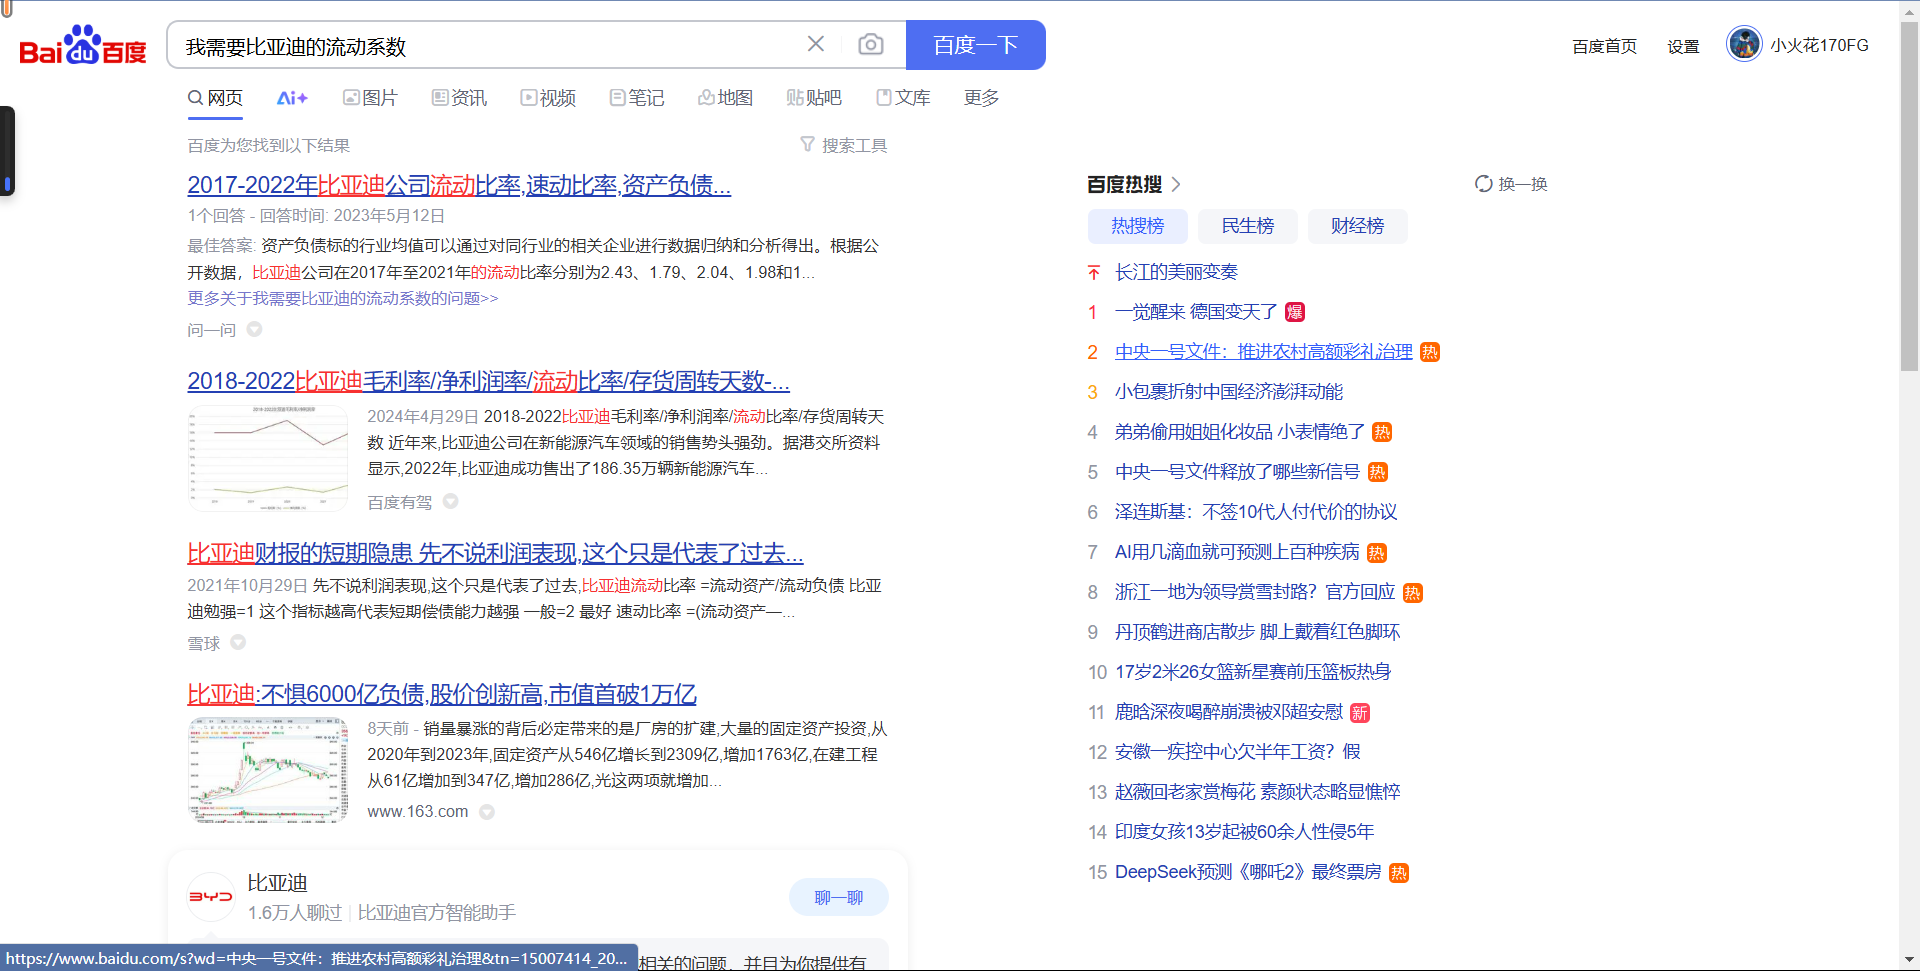 Bai du 百度
我需要比亚迪的流动系数
百度一下
百度首页
设置
小火花170FG
网页
Ai+
图片
资讯
视频
笔记
地图
贴吧
文库
更多
百度为您找到以下结果
搜索工具
2017-2022年比亚迪公司流动比率,速动比率,资产负债...
1个回答 - 回答时间: 2023年5月12日
最佳答案: 资产负债标的行业均值可以通过对同行业的相关企业进行数据归纳和分析得出。根据公
开数据，比亚迪公司在2017年至2021年的流动比率分别为2.43、1.79、2.04、1.98和1...
更多关于我需要比亚迪的流动系数的问题>>
问一问
2018-2022比亚迪毛利率/净利润率/流动比率/存货周转天数-...
2024年4月29日 2018-2022比亚迪毛利率/净利润率/流动比率/存货周转天
数 近年来,比亚迪公司在新能源汽车领域的销售势头强劲。据港交所资料
显示,2022年,比亚迪成功售出了186.35万辆新能源汽车...
百度有驾
比亚迪财报的短期隐患 先不说利润表现,这个只是代表了过去...
2021年10月29日 先不说利润表现,这个只是代表了过去,比亚迪流动比率 =流动资产/流动负债 比亚
迪勉强=1 这个指标越高代表短期偿债能力越强 一般=2 最好 速动比率 =(流动资产—...
雪球
比亚迪:不惧6000亿负债,股价创新高,市值首破1万亿
8天前 - 销量暴涨的背后必定带来的是厂房的扩建,大量的固定资产投资,从
2020年到2023年,固定资产从546亿增长到2309亿,增加1763亿,在建工程
从61亿增加到347亿,增加286亿,光这两项就增加...
www.163.com
BYD
比亚迪
1.6万人聊过 | 比亚迪官方智能助手
聊一聊
相关的问题，并且为你提供有
https://www.baidu.com/s?wd=中央一号文件：推进农村高额彩礼治理&tn=15007414_20...
百度热搜
换一换
热搜榜
民生榜
财经榜
长江的美丽变奏
1 一觉醒来 德国变天了 爆
2 中央一号文件：推进农村高额彩礼治理 热
3 小包裹折射中国经济澎湃动能
4 弟弟偷用姐姐化妆品 小表情绝了 热
5 中央一号文件释放了哪些新信号 热
6 泽连斯基：不签10代人付代价的协议
7 AI用几滴血就可预测上百种疾病 热
8 浙江一地为领导赏雪封路？官方回应 热
9 丹顶鹤进商店散步 脚上戴着红色脚环
10 17岁2米26女篮新星赛前压篮板热身
11 鹿晗深夜喝醉崩溃被邓超安慰 新
12 安徽一疾控中心欠半年工资？假
13 赵薇回老家赏梅花 素颜状态略显憔悴
14 印度女孩13岁起被60余人性侵5年
15 DeepSeek预测《哪吒2》最终票房 热